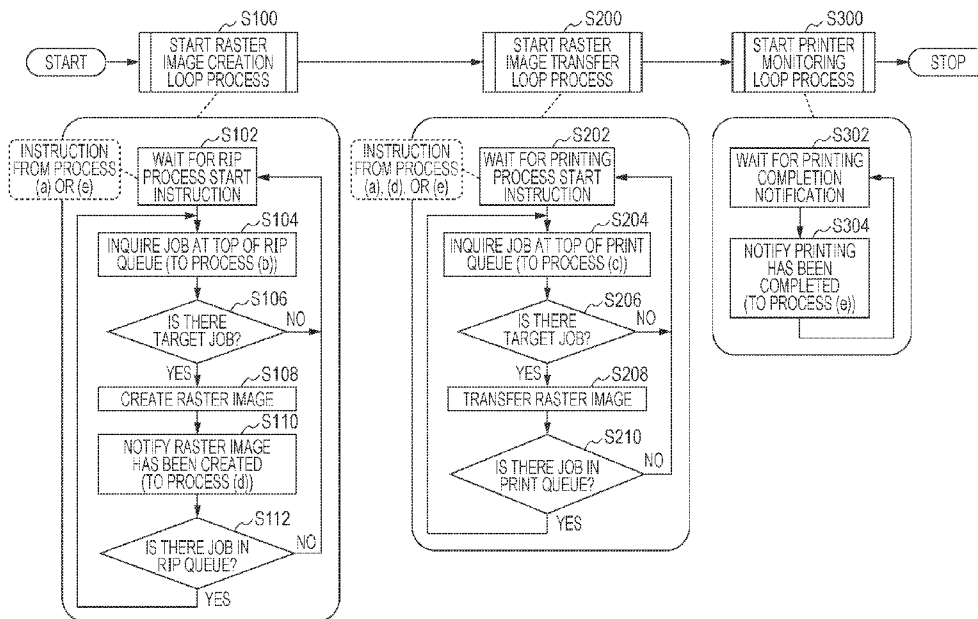 START
S100
START RASTER
IMAGE CREATION
LOOP PROCESS
S200
START RASTER
IMAGE TRANSFER
LOOP PROCESS
S300
START PRINTER
MONITORING
LOOP PROCESS
STOP
INSTRUCTION
FROM PROCESS
(a) OR (e)
S102
WAIT FOR RIP
PROCESS START
INSTRUCTION
S104
INQUIRE JOB AT TOP OF RIP
QUEUE (TO PROCESS (b))
S106
IS THERE
TARGET JOB?
NO
YES
S108
CREATE RASTER IMAGE
S110
NOTIFY RASTER IMAGE
HAS BEEN CREATED
(TO PROCESS (d))
S112
IS THERE JOB IN
RIP QUEUE?
NO
YES
INSTRUCTION
FROM PROCESS
(a), (d), OR (e)
S202
WAIT FOR PRINTING
PROCESS START
INSTRUCTION
S204
INQUIRE JOB AT TOP OF PRINT
QUEUE (TO PROCESS (c))
S206
IS THERE
TARGET JOB?
NO
YES
S208
TRANSFER RASTER IMAGE
S210
IS THERE JOB IN
PRINT QUEUE?
NO
YES
S302
WAIT FOR PRINTING
COMPLETION
NOTIFICATION
S304
NOTIFY PRINTING
HAS BEEN
COMPLETED
(TO PROCESS (e))